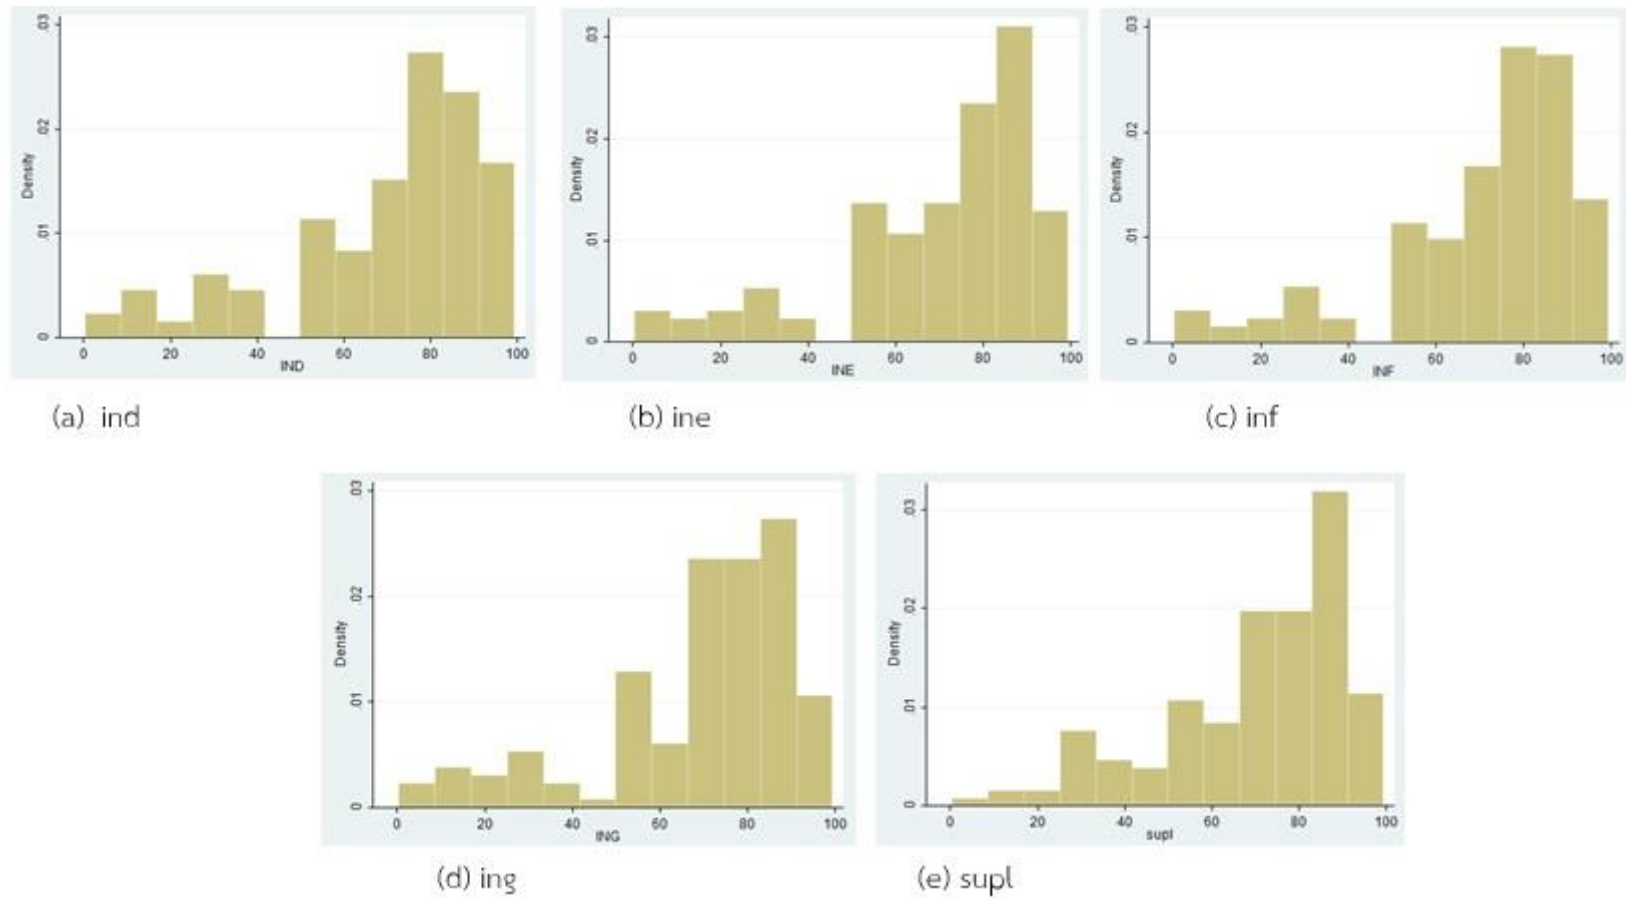 Density
0 .01 .02 .03
0 20 40 60 80 100
IND
(a) ind
Density
0 .01 .02 .03
0 20 40 60 80 100
INE
(b) ine
Density
0 .01 .02 .03
0 20 40 60 80 100
INF
(c) inf
Density
0 .01 .02 .03
0 20 40 60 80 100
ING
(d) ing
Density
0 .01 .02 .03
0 20 40 60 80 100
supl
(e) supl